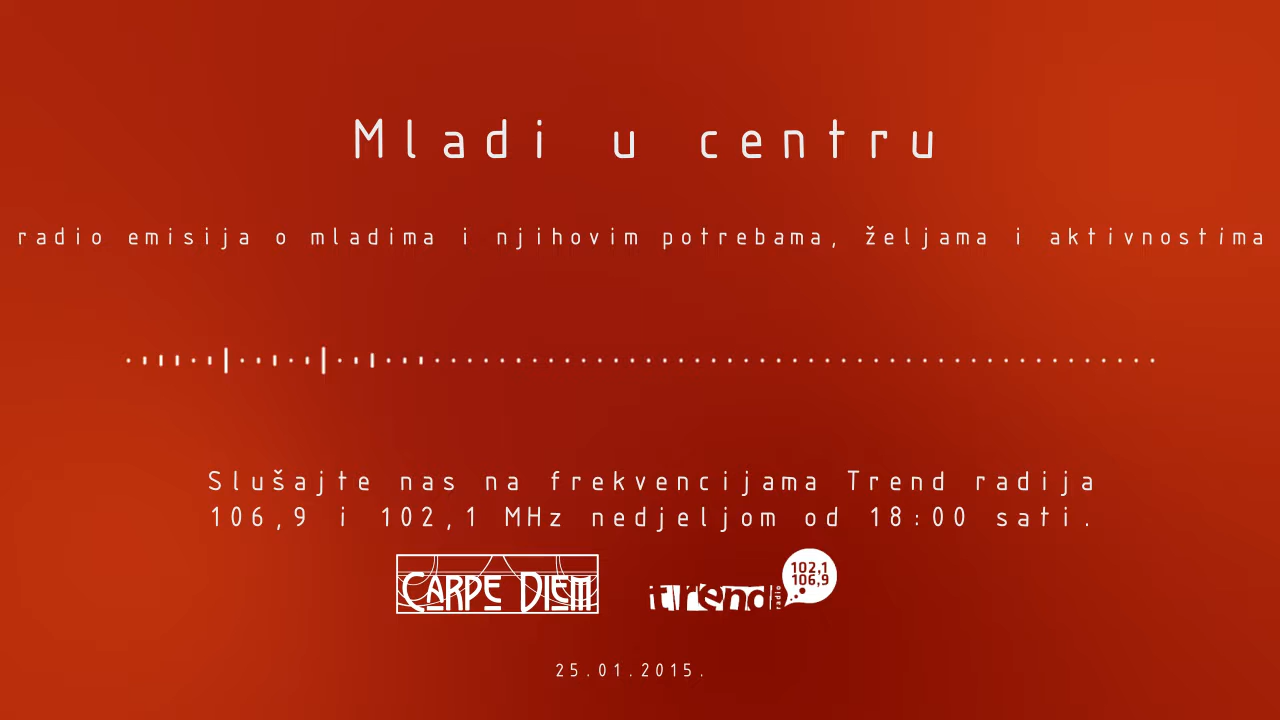 Mladi u centru
radio emisija o mladima i njihovim potrebama, željama i aktivnostima
Slušajte nas na frekvencijama Trend radija
106,9 i 102,1 MHz nedjeljom od 18:00 sati.
CARPE DIEM
trend radio
102,1
106,9
25.01.2015.